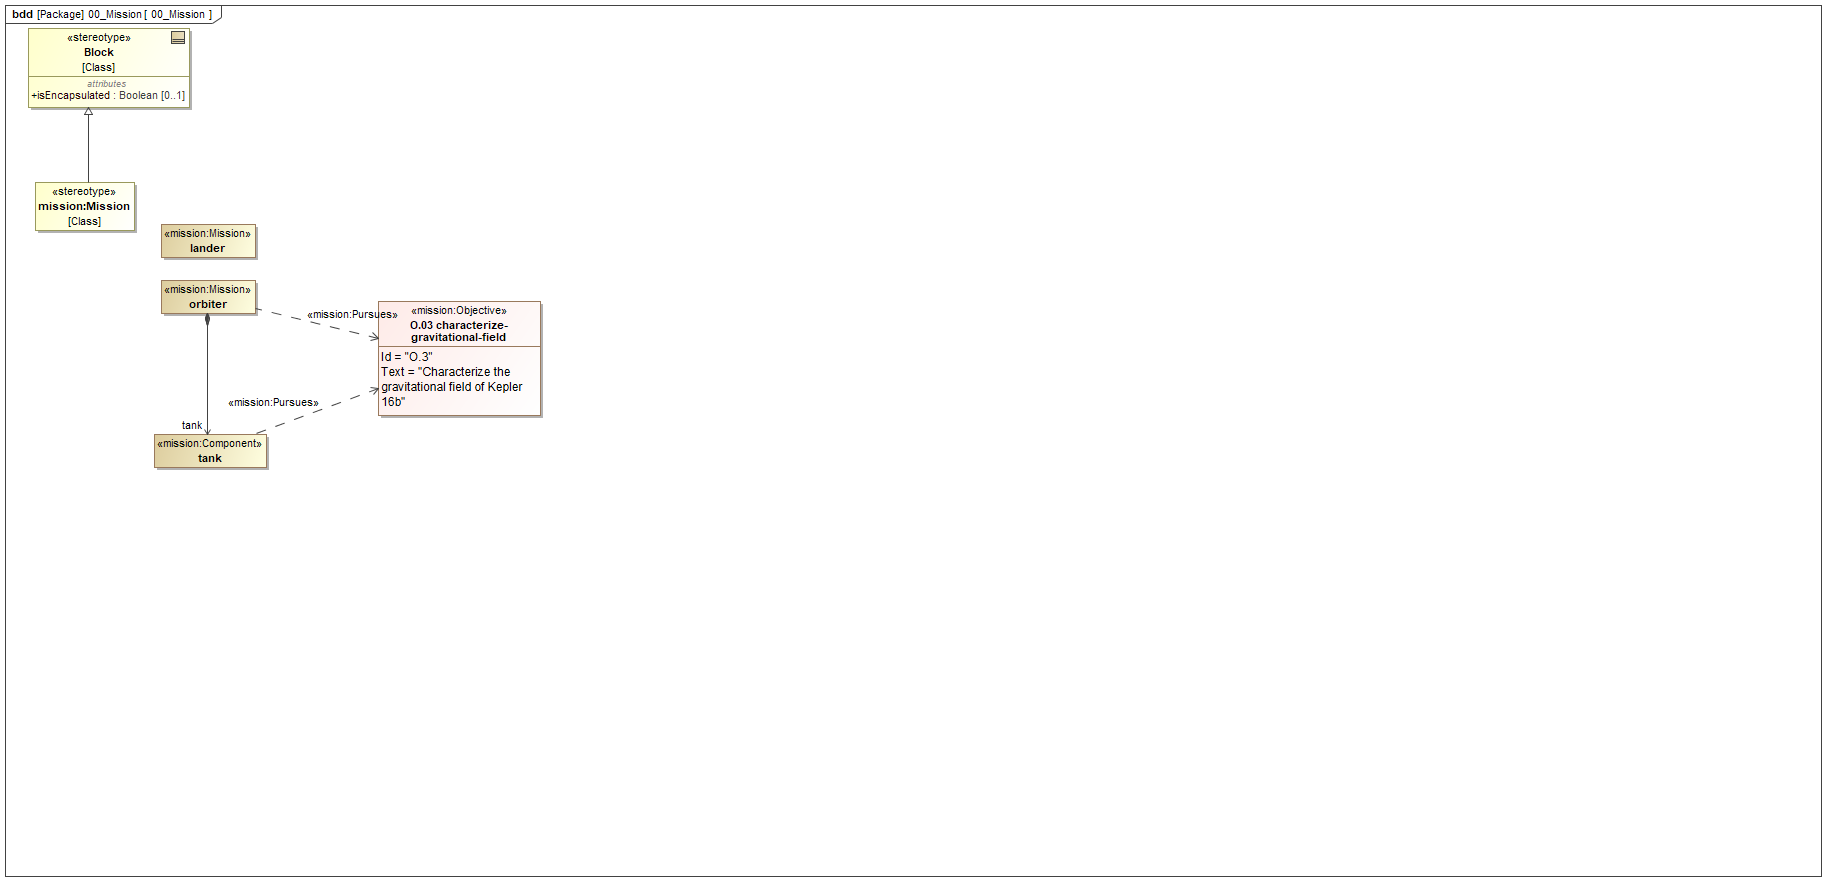 bdd [Package] 00_Mission [ 00_Mission ]
«stereotype»
Block
[Class]
attributes
+isEncapsulated : Boolean [0..1]
«stereotype»
mission:Mission
[Class]
«mission:Mission»
lander
«mission:Mission»
orbiter
«mission:Pursues»
«mission:Objective»
O.03 characterize-
gravitational-field
Id = "O.3"
Text = "Characterize the
gravitational field of Kepler
16b"
«mission:Pursues»
tank
«mission:Component»
tank